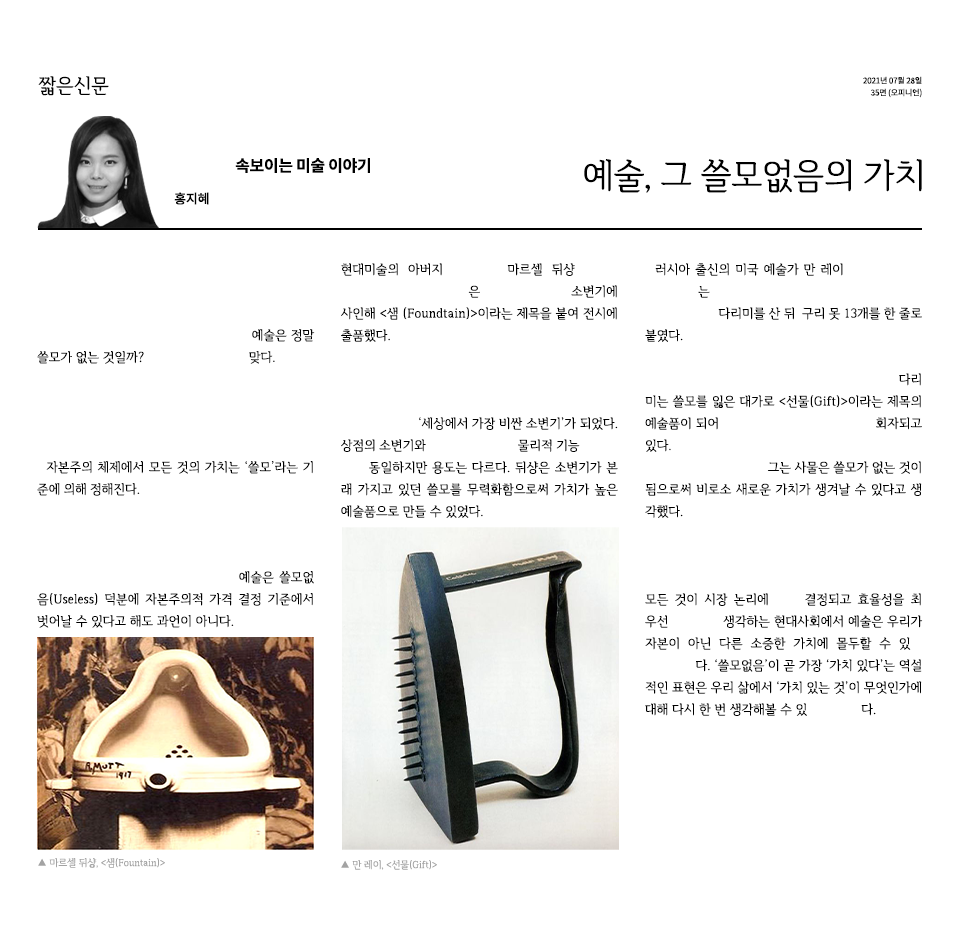 짧은신문
2021년 07월 28일
35면 (오피니언)
속보이는 미술 이야기
홍지혜
예술, 그 쓸모없음의 가치
예술은 정말
쓸모가 없는 것일까? 맞다.
자본주의 체제에서 모든 것의 가치는 ‘쓸모’라는 기
준에 의해 정해진다.
예술은 쓸모없
음(Useless) 덕분에 자본주의적 가격 결정 기준에서
벗어날 수 있다고 해도 과언이 아니다.
R.MUTT
1917
▲ 마르셀 뒤샹, <샘(Fountain)>
현대미술의 아버지 마르셀 뒤샹
은 소변기에
사인해 <샘 (Foundtain)>이라는 제목을 붙여 전시에
출품했다.
‘세상에서 가장 비싼 소변기’가 되었다.
상점의 소변기와 물리적 기능
동일하지만 용도는 다르다. 뒤샹은 소변기가 본
래 가지고 있던 쓸모를 무력화함으로써 가치가 높은
예술품으로 만들 수 있었다.
▲ 만 레이, <선물(Gift)>
러시아 출신의 미국 예술가 만 레이
는
다리미를 산 뒤 구리 못 13개를 한 줄로
붙였다.
다리
미는 쓸모를 잃은 대가로 <선물(Gift)>이라는 제목의
예술품이 되어 회자되고
있다.
그는 사물은 쓸모가 없는 것이
됨으로써 비로소 새로운 가치가 생겨날 수 있다고 생
각했다.
모든 것이 시장 논리에 결정되고 효율성을 최
우선 생각하는 현대사회에서 예술은 우리가
자본이 아닌 다른 소중한 가치에 몰두할 수 있
다. ‘쓸모없음’이 곧 가장 ‘가치 있다’는 역설
적인 표현은 우리 삶에서 ‘가치 있는 것’이 무엇인가에
대해 다시 한 번 생각해볼 수 있 다.